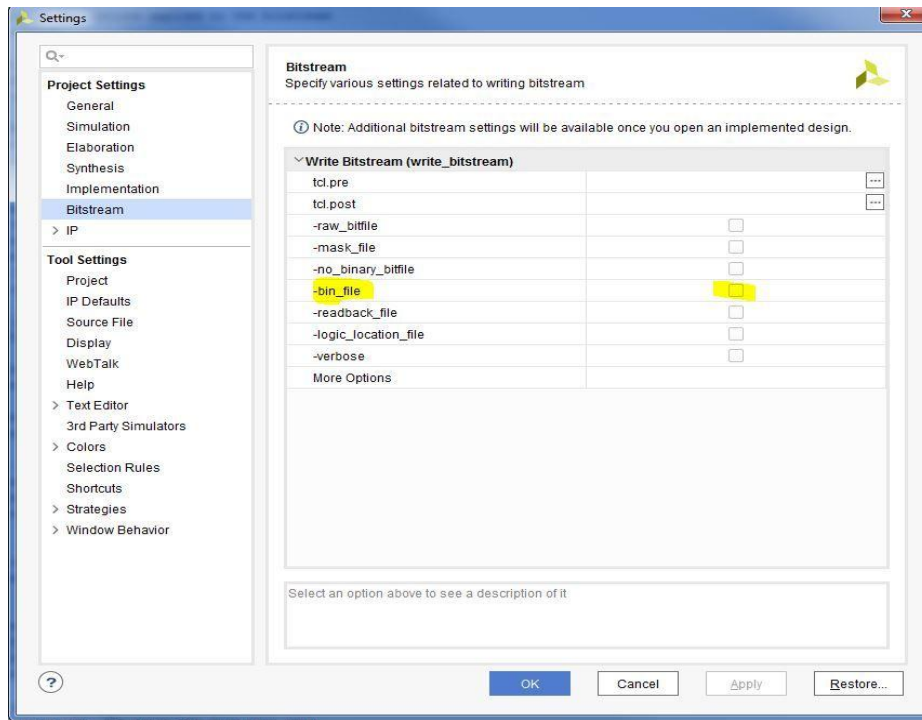 Settings
Project Settings
General
Simulation
Elaboration
Synthesis
Implementation
Bitstream
> IP
Tool Settings
Project
IP Defaults
Source File
Display
WebTalk
Help
> Text Editor
3rd Party Simulators
> Colors
Selection Rules
Shortcuts
> Strategies
> Window Behavior
Bitstream
Specify various settings related to writing bitstream
Note: Additional bitstream settings will be available once you open an implemented design.
Write Bitstream (write_bitstream)
tcl.pre
tcl.post
-raw_bitfile
-mask_file
-no_binary_bitfile
-bin_file
-readback_file
-logic_location_file
-verbose
More Options
Select an option above to see a description of it
?
OK
Cancel
Apply
Restore...